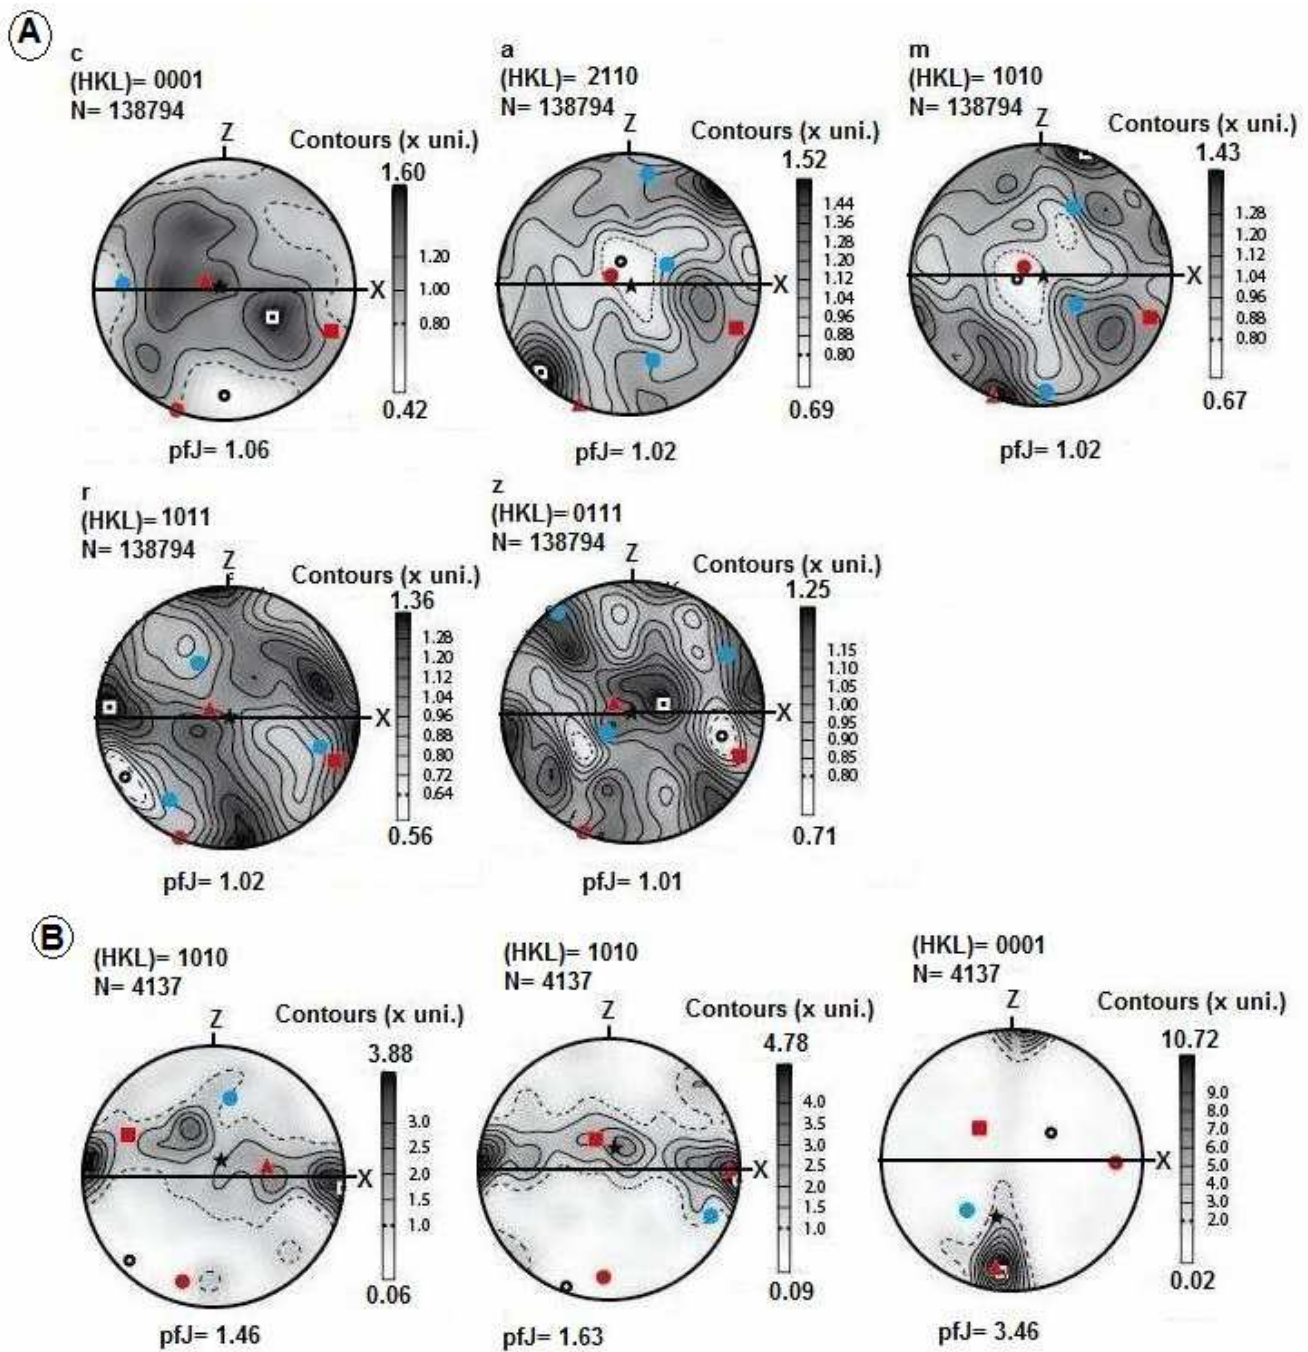 A
c
(HKL)= 0001
N= 138794
Z
Contours (x uni.)
1.60
1.20
1.00
0.80
0.42
X
pfJ= 1.06
a
(HKL)= 2110
N= 138794
Z
Contours (x uni.)
1.52
1.44
1.36
1.28
1.20
1.12
1.04
0.96
0.88
0.80
0.69
X
pfJ= 1.02
m
(HKL)= 1010
N= 138794
Z
Contours (x uni.)
1.43
1.28
1.20
1.12
1.04
0.96
0.88
0.80
0.67
X
pfJ= 1.02
r
(HKL)= 1011
N= 138794
Z
Contours (x uni.)
1.36
1.28
1.20
1.12
1.04
0.96
0.88
0.80
0.72
0.64
0.56
X
pfJ= 1.02
z
(HKL)= 0111
N= 138794
Z
Contours (x uni.)
1.25
1.15
1.10
1.05
1.00
0.95
0.90
0.85
0.80
0.71
X
pfJ= 1.01
B
(HKL)= 1010
N= 4137
Z
Contours (x uni.)
3.88
3.0
2.5
2.0
1.5
1.0
0.06
X
pfJ= 1.46
(HKL)= 1010
N= 4137
Z
Contours (x uni.)
4.78
4.0
3.5
3.0
2.5
2.0
1.5
1.0
0.09
X
pfJ= 1.63
(HKL)= 0001
N= 4137
Z
Contours (x uni.)
10.72
9.0
8.0
7.0
6.0
5.0
4.0
3.0
2.0
0.02
X
pfJ= 3.46